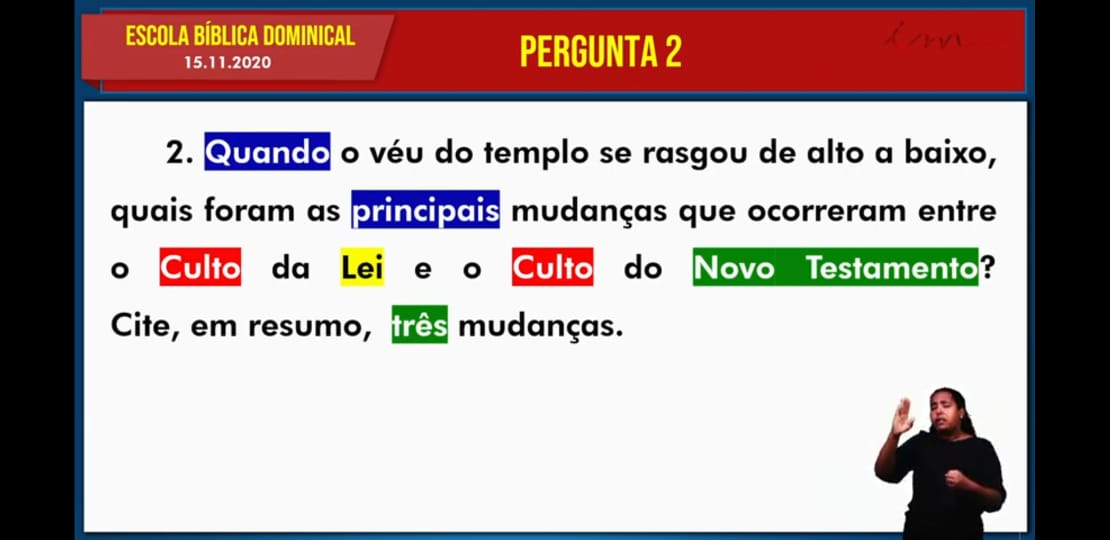 ESCOLA BÍBLICA DOMINICAL
15.11.2020
PERGUNTA 2
2. Quando o véu do templo se rasgou de alto a baixo,
quais foram as principais mudanças que ocorreram entre
o Culto da Lei e o Culto do Novo Testamento?
Cite, em resumo, três mudanças.